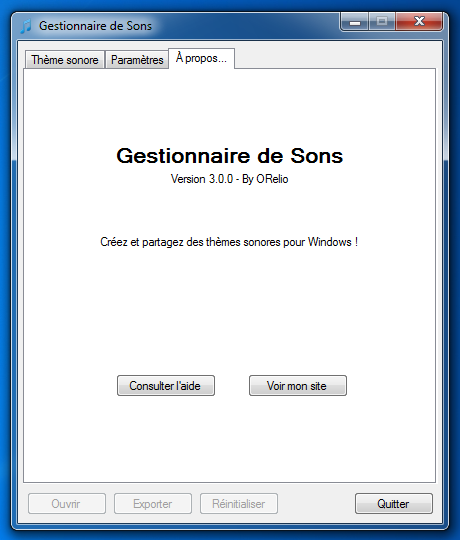 Gestionnaire de Sons
Thème sonore
Paramètres
À propos...
Gestionnaire de Sons
Version 3.0.0 - By ORelio
Créez et partagez des thèmes sonores pour Windows !
Consulter l'aide
Voir mon site
Ouvrir
Exporter
Réinitialiser
Quitter